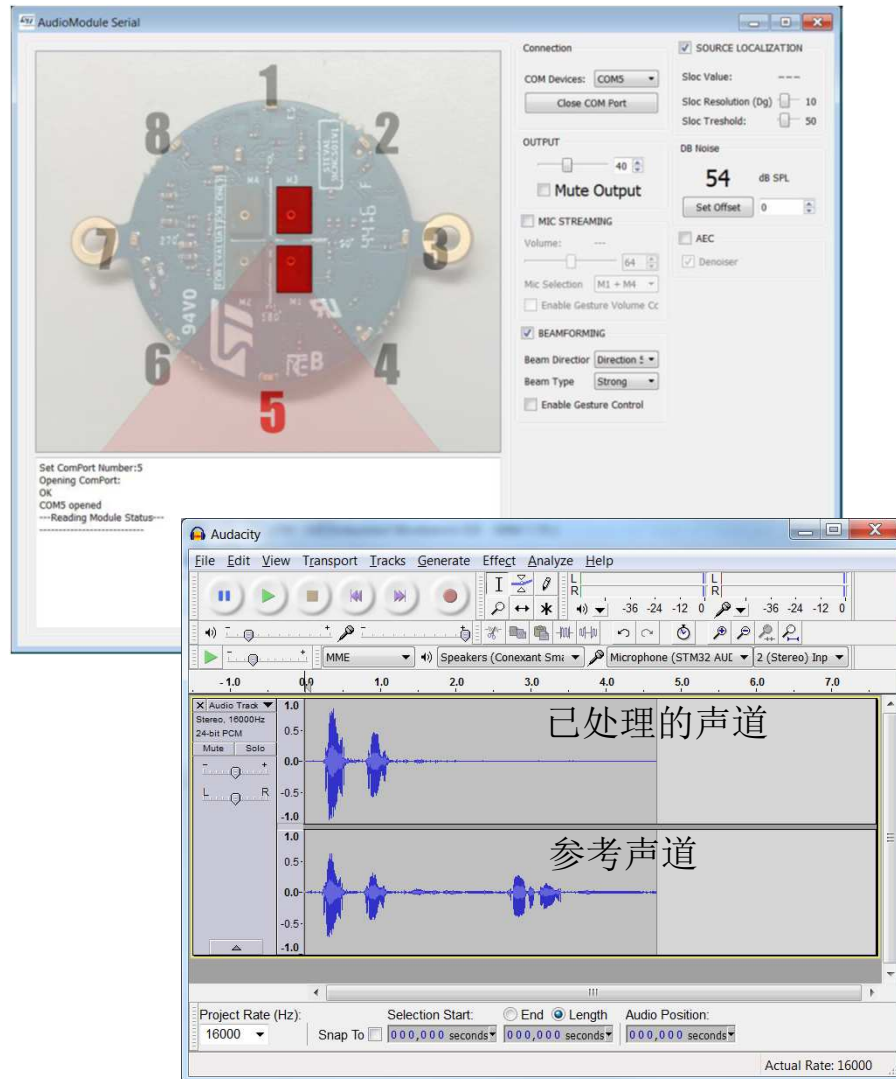 AudioModule Serial
1
2
3
4
5
6
7
8
M4
M3
M2
M1
FOR EVALUATION ONLY
94V0
Connection
COM Devices: COM5
Close COM Port
OUTPUT
40
Mute Output
MIC STREAMING
Volume: ---
64
Mic Selection M1 + M4
Enable Gesture Volume Cc
BEAMFORMING
Beam Direction Direction 5
Beam Type Strong
Enable Gesture Control
SOURCE LOCALIZATION
Sloc Value: ---
Sloc Resolution (Dg) 10
Sloc Treshold: 50
DB Noise
54 dB SPL
Set Offset 0
AEC
Denoiser
Set ComPort Number:5
Opening ComPort:
OK
COM5 opened
---Reading Module Status---
--------------------------
Audacity
File Edit View Transport Tracks Generate Effect Analyze Help
L
R
-36 -24 -12 0
L
R
-36 -24 -12 0
MME Speakers (Conexant Sma Microphone (STM32 AUD 2 (Stereo) Inp
-1.0 0.0 1.0 2.0 3.0 4.0 5.0 6.0 7.0
X Audio Track
Stereo, 16000Hz
24-bit PCM
Mute Solo
- +
L R
1.0
0.5
0.0
-0.5
-1.0
已处理的声道
1.0
0.5
0.0
-0.5
-1.0
参考声道
Project Rate (Hz): Selection Start: End Length Audio Position:
16000 Snap To 000,000 seconds 000,000 seconds 000,000 seconds
Actual Rate: 16000